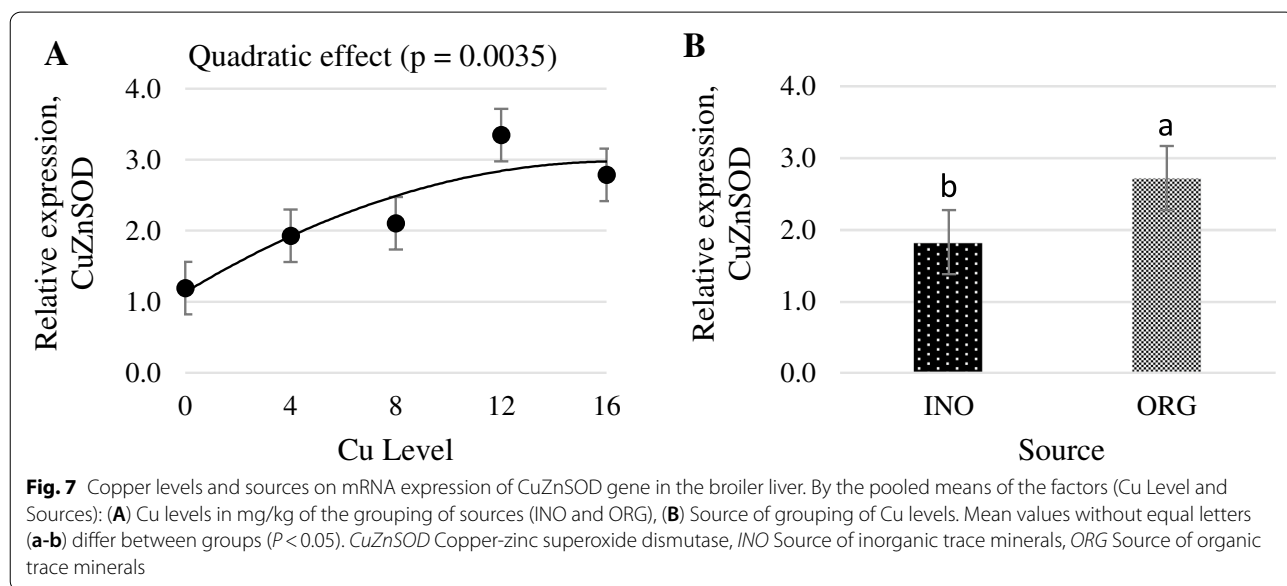 A
Quadratic effect (p = 0.0035)
Relative expression,
CuZnSOD
4.0
3.0
2.0
1.0
0.0
0 4 8 12 16
Cu Level
B
Relative expression,
CuZnSOD
4.0
3.0
2.0
1.0
0.0
b
a
INO ORG
Source
Fig. 7 Copper levels and sources on mRNA expression of CuZnSOD gene in the broiler liver. By the pooled means of the factors (Cu Level and
Sources): (A) Cu levels in mg/kg of the grouping of sources (INO and ORG), (B) Source of grouping of Cu levels. Mean values without equal letters
(a-b) differ between groups (P < 0.05). CuZnSOD Copper-zinc superoxide dismutase, INO Source of inorganic trace minerals, ORG Source of organic
trace minerals